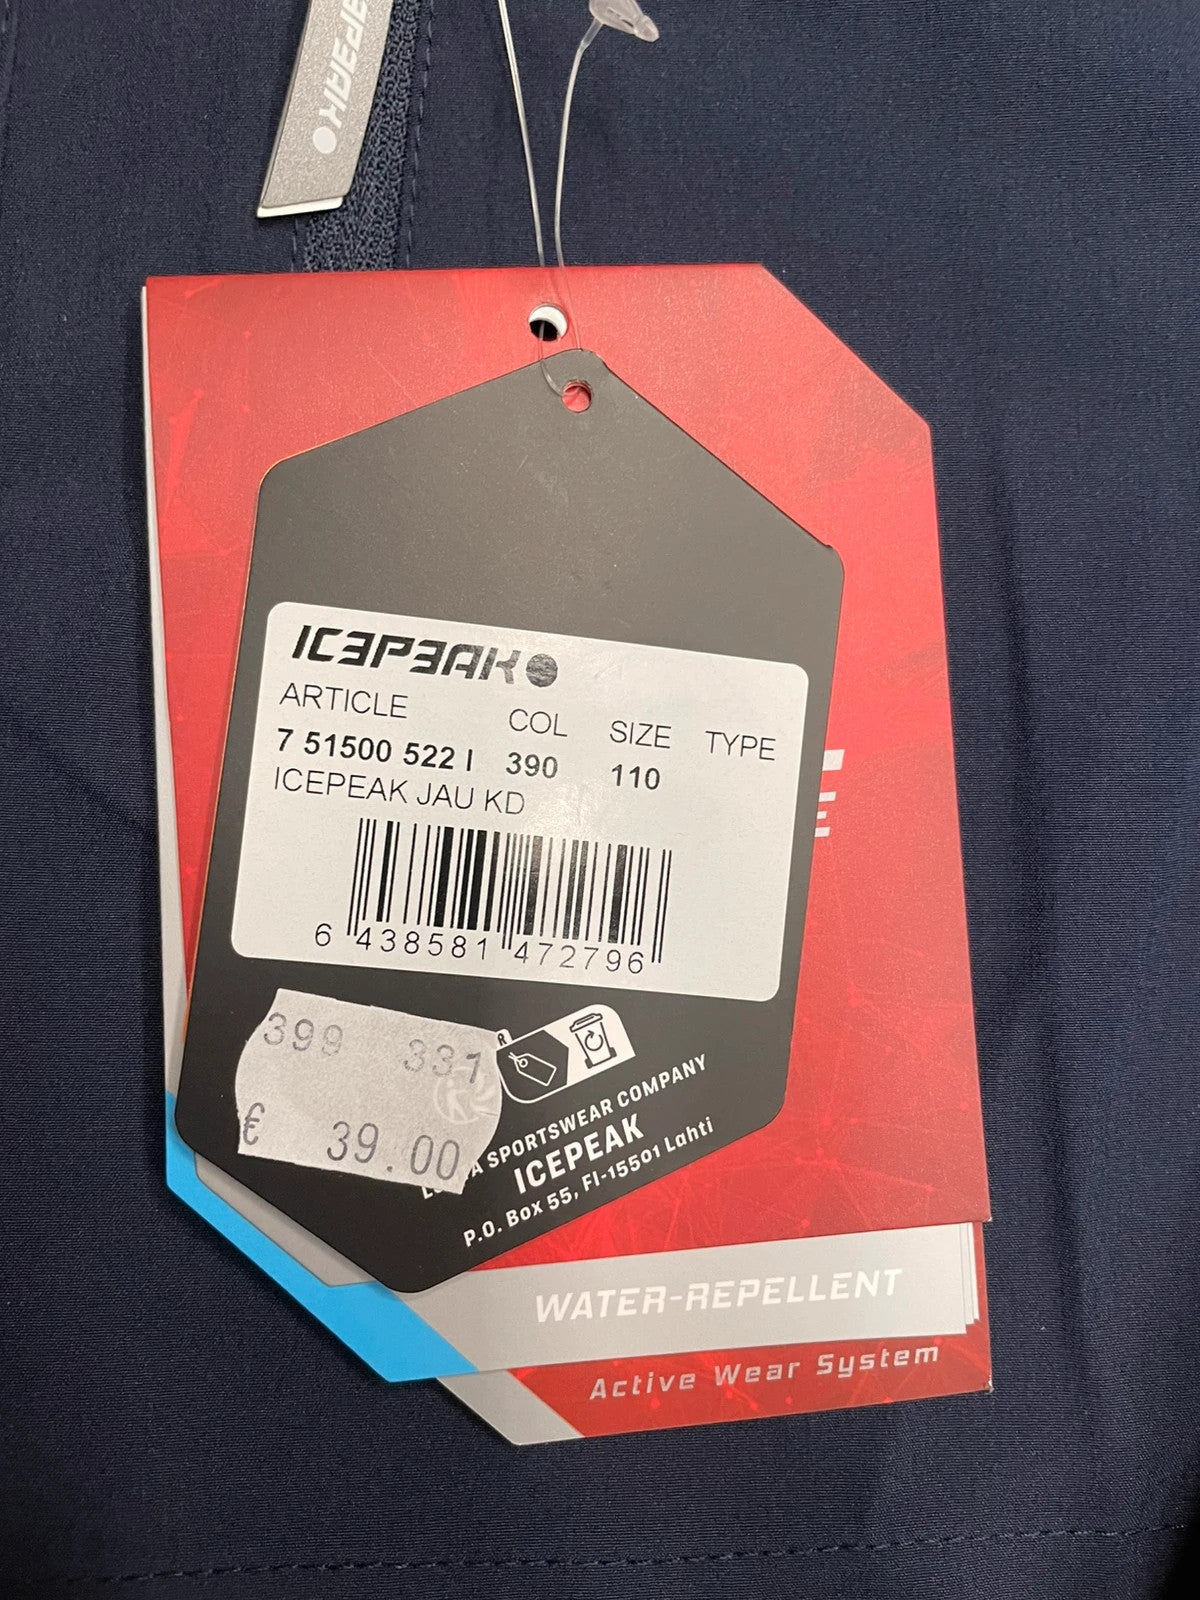 ICEPEAK
ICEPEAK
ARTICLE COL SIZE TYPE
7 51500 522 I 390 110
ICEPEAK JAU KD
6 438581 472796
399 331
€ 39.00
A SPORTSWEAR COMPANY
ICEPEAK
P.O. Box 55, FI-15501 Lahti
WATER-REPELLENT
Active Wear System